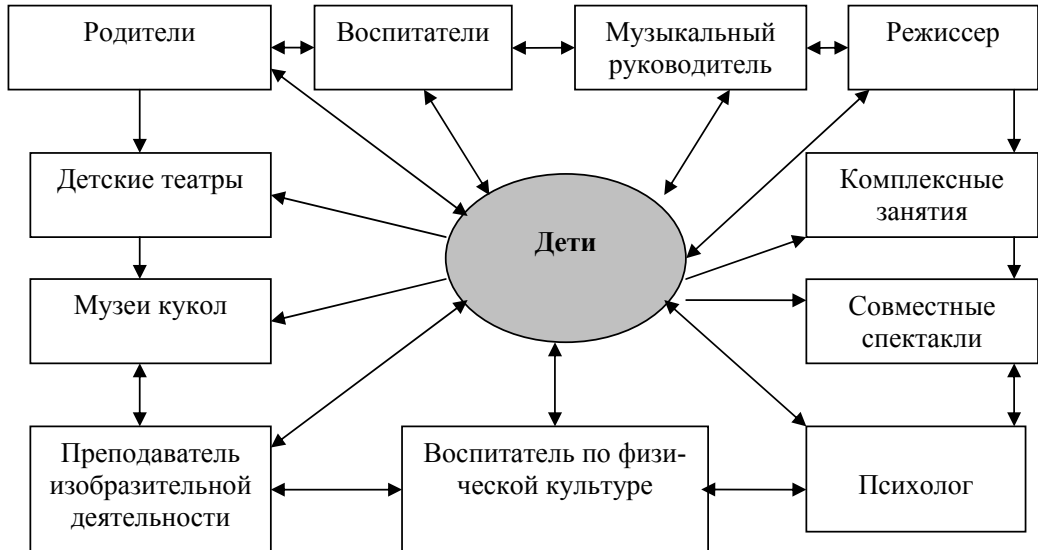 Родители
Воспитатели
Музыкальный
руководитель
Режиссер
Детские театры
Дети
Комплексные
занятия
Музеи кукол
Совместные
спектакли
Преподаватель
изобразительной
деятельности
Воспитатель по физи-
ческой культуре
Психолог